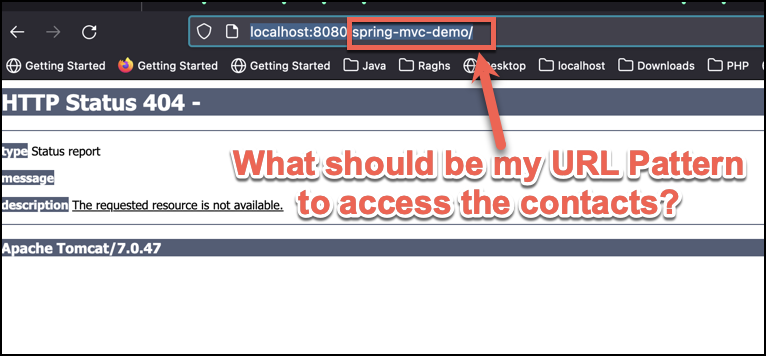 localhost:8080/spring-mvc-demo/
Getting Started Getting Started Java Raghs Desktop localhost Downloads PHP
HTTP Status 404 -
type Status report
message
description The requested resource is not available.
What should be my URL Pattern
to access the contacts?
Apache Tomcat/7.0.47